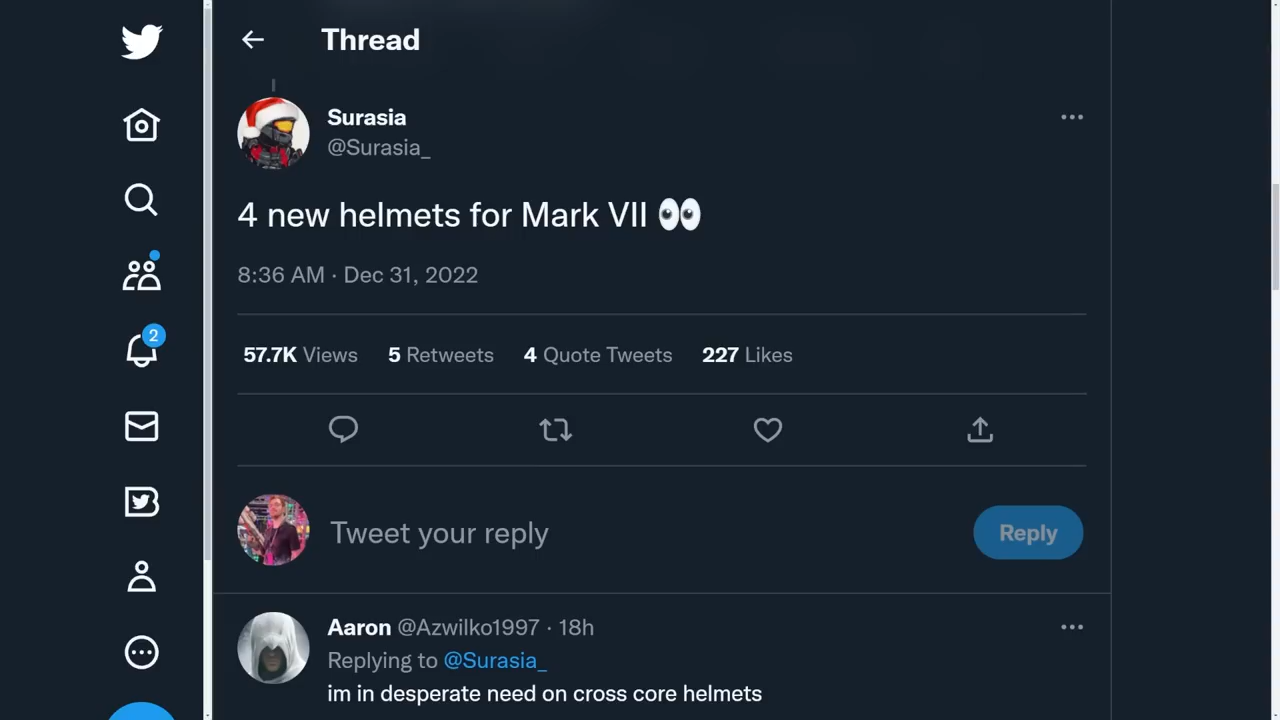 Thread
Surasia
@Surasia_
4 new helmets for Mark VII 👀
8:36 AM · Dec 31, 2022
57.7K Views 5 Retweets 4 Quote Tweets 227 Likes
2
Tweet your reply
Reply
Aaron @Azwilko1997 · 18h
Replying to @Surasia_
im in desperate need on cross core helmets